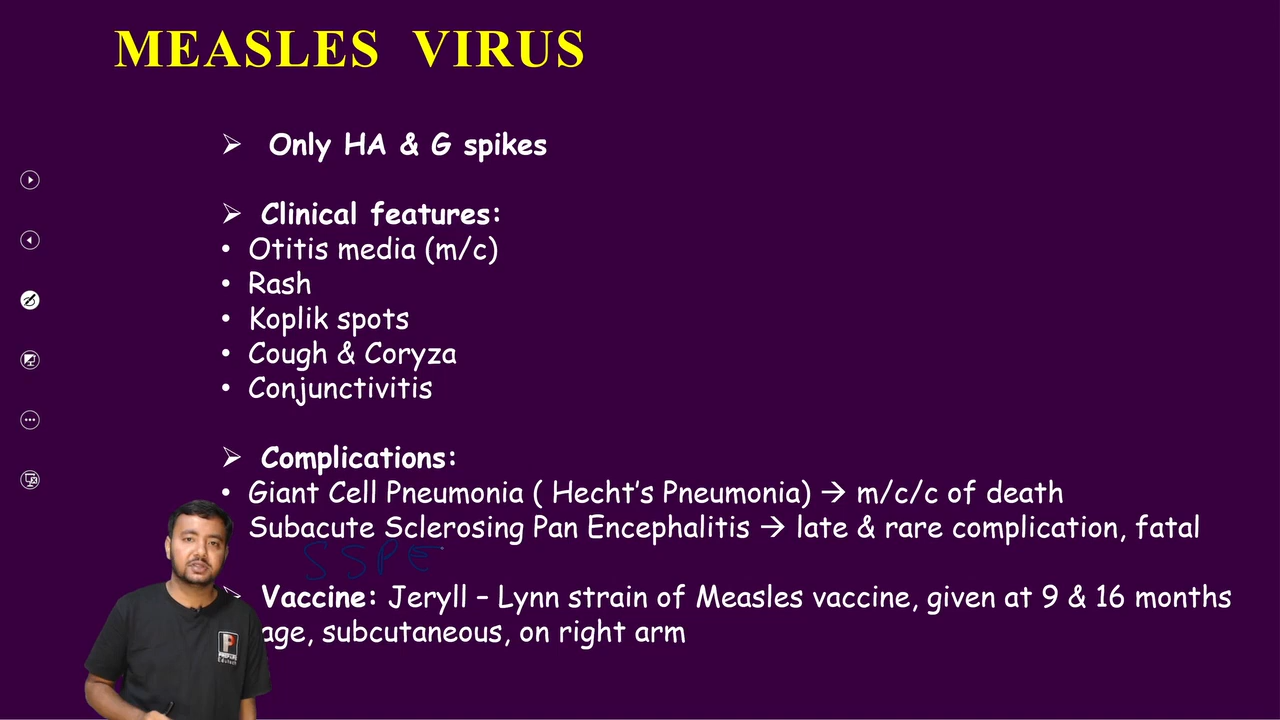 MEASLES VIRUS
➢ Only HA & G spikes
➢ Clinical features:
• Otitis media (m/c)
• Rash
• Koplik spots
• Cough & Coryza
• Conjunctivitis
➢ Complications:
• Giant Cell Pneumonia ( Hecht's Pneumonia) → m/c/c of death
Subacute Sclerosing Pan Encephalitis → late & rare complication, fatal
SSPE
➢ Vaccine: Jeryll – Lynn strain of Measles vaccine, given at 9 & 16 months
age, subcutaneous, on right arm